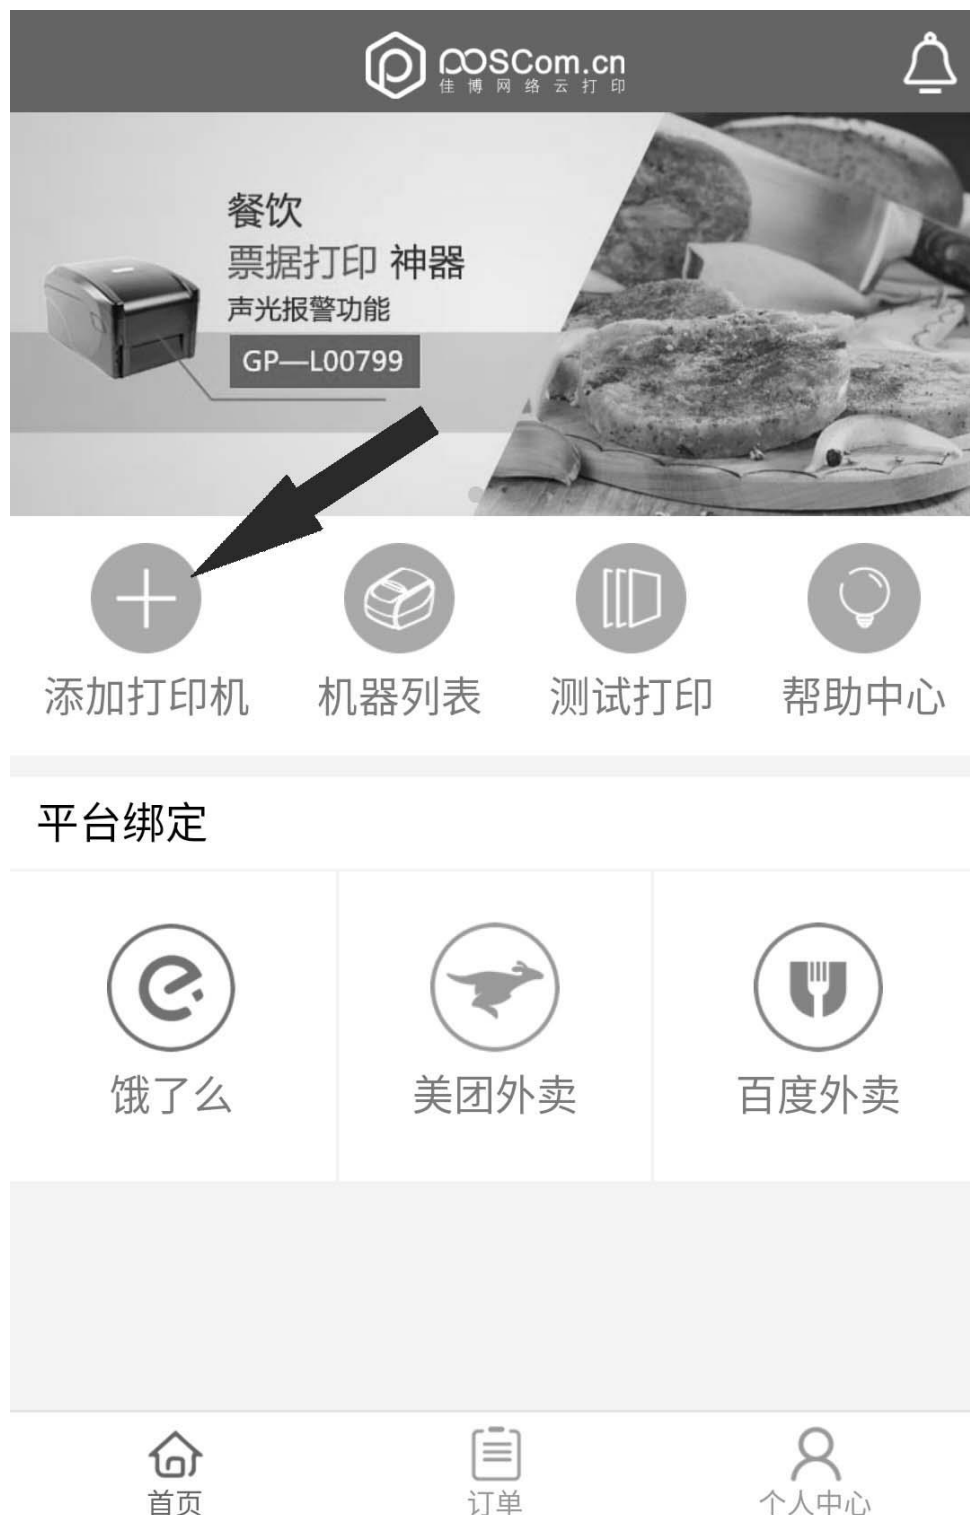 poscom.cn
佳博网络云打印
餐饮
票据打印 神器
声光报警功能
GP—L00799
添加打印机 机器列表 测试打印 帮助中心
平台绑定
饿了么 美团外卖 百度外卖
首页 订单 个人中心